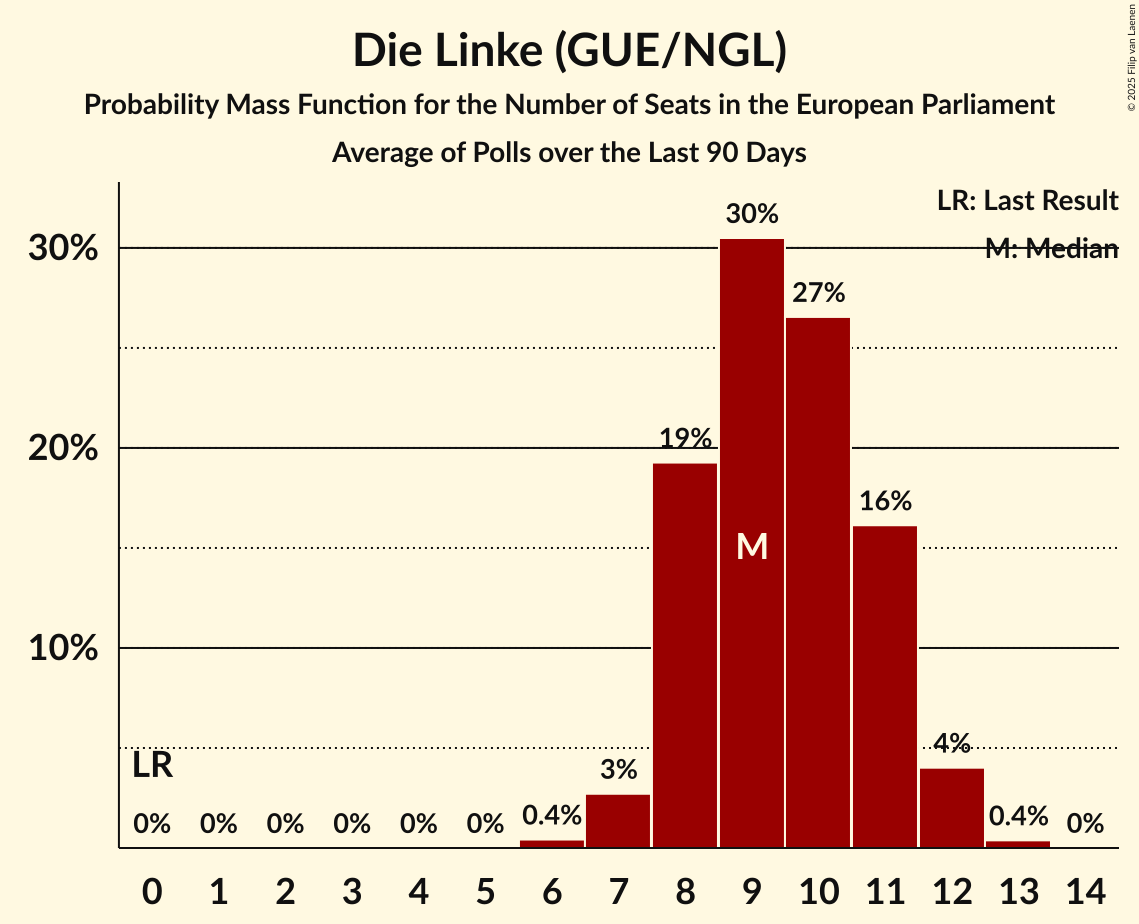 Die Linke (GUE/NGL)
Probability Mass Function for the Number of Seats in the European Parliament
Average of Polls over the Last 90 Days
© 2025 Filip van Laenen
LR: Last Result
M: Median
30%
20%
10%
30%
27%
19%
16%
M
LR
4%
3%
0% 0% 0% 0% 0% 0% 0.4% 0.4% 0%
0 1 2 3 4 5 6 7 8 9 10 11 12 13 14